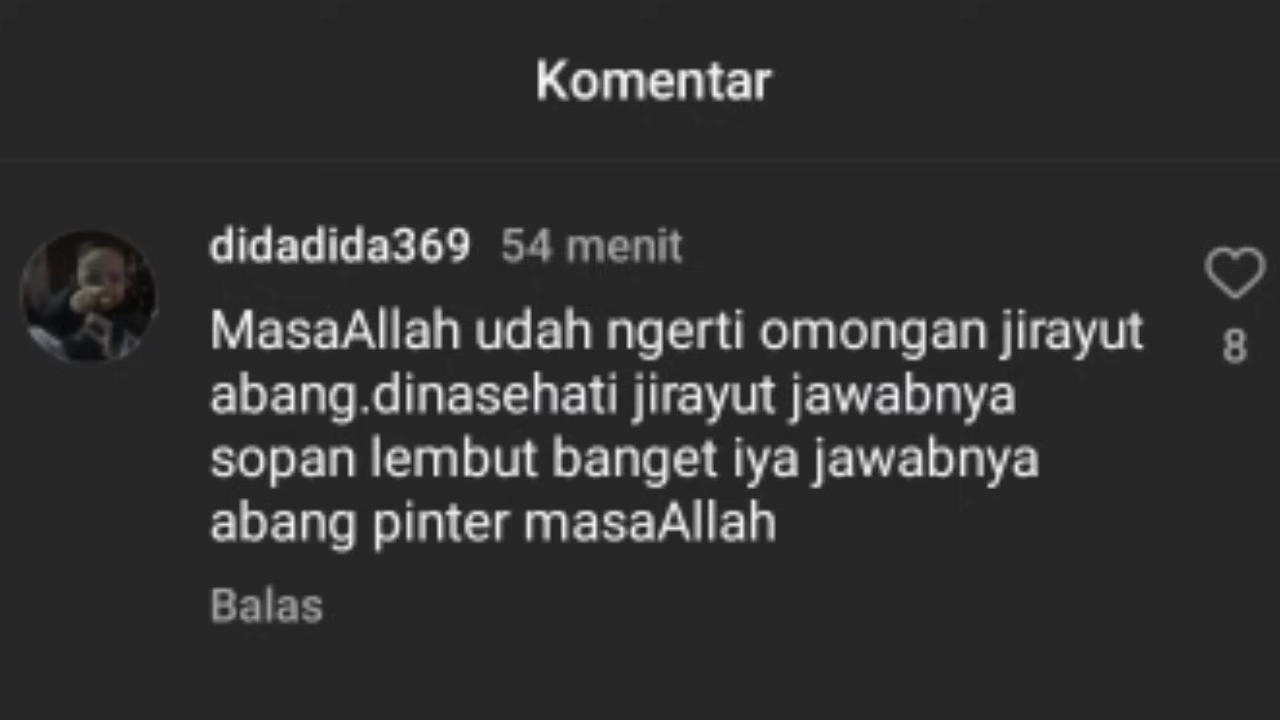 Komentar
didadida369 54 menit
MasaAllah udah ngerti omongan jirayut
8
abang.dinasehati jirayut jawabnya
sopan lembut banget iya jawabnya
abang pinter masaAllah
Balas